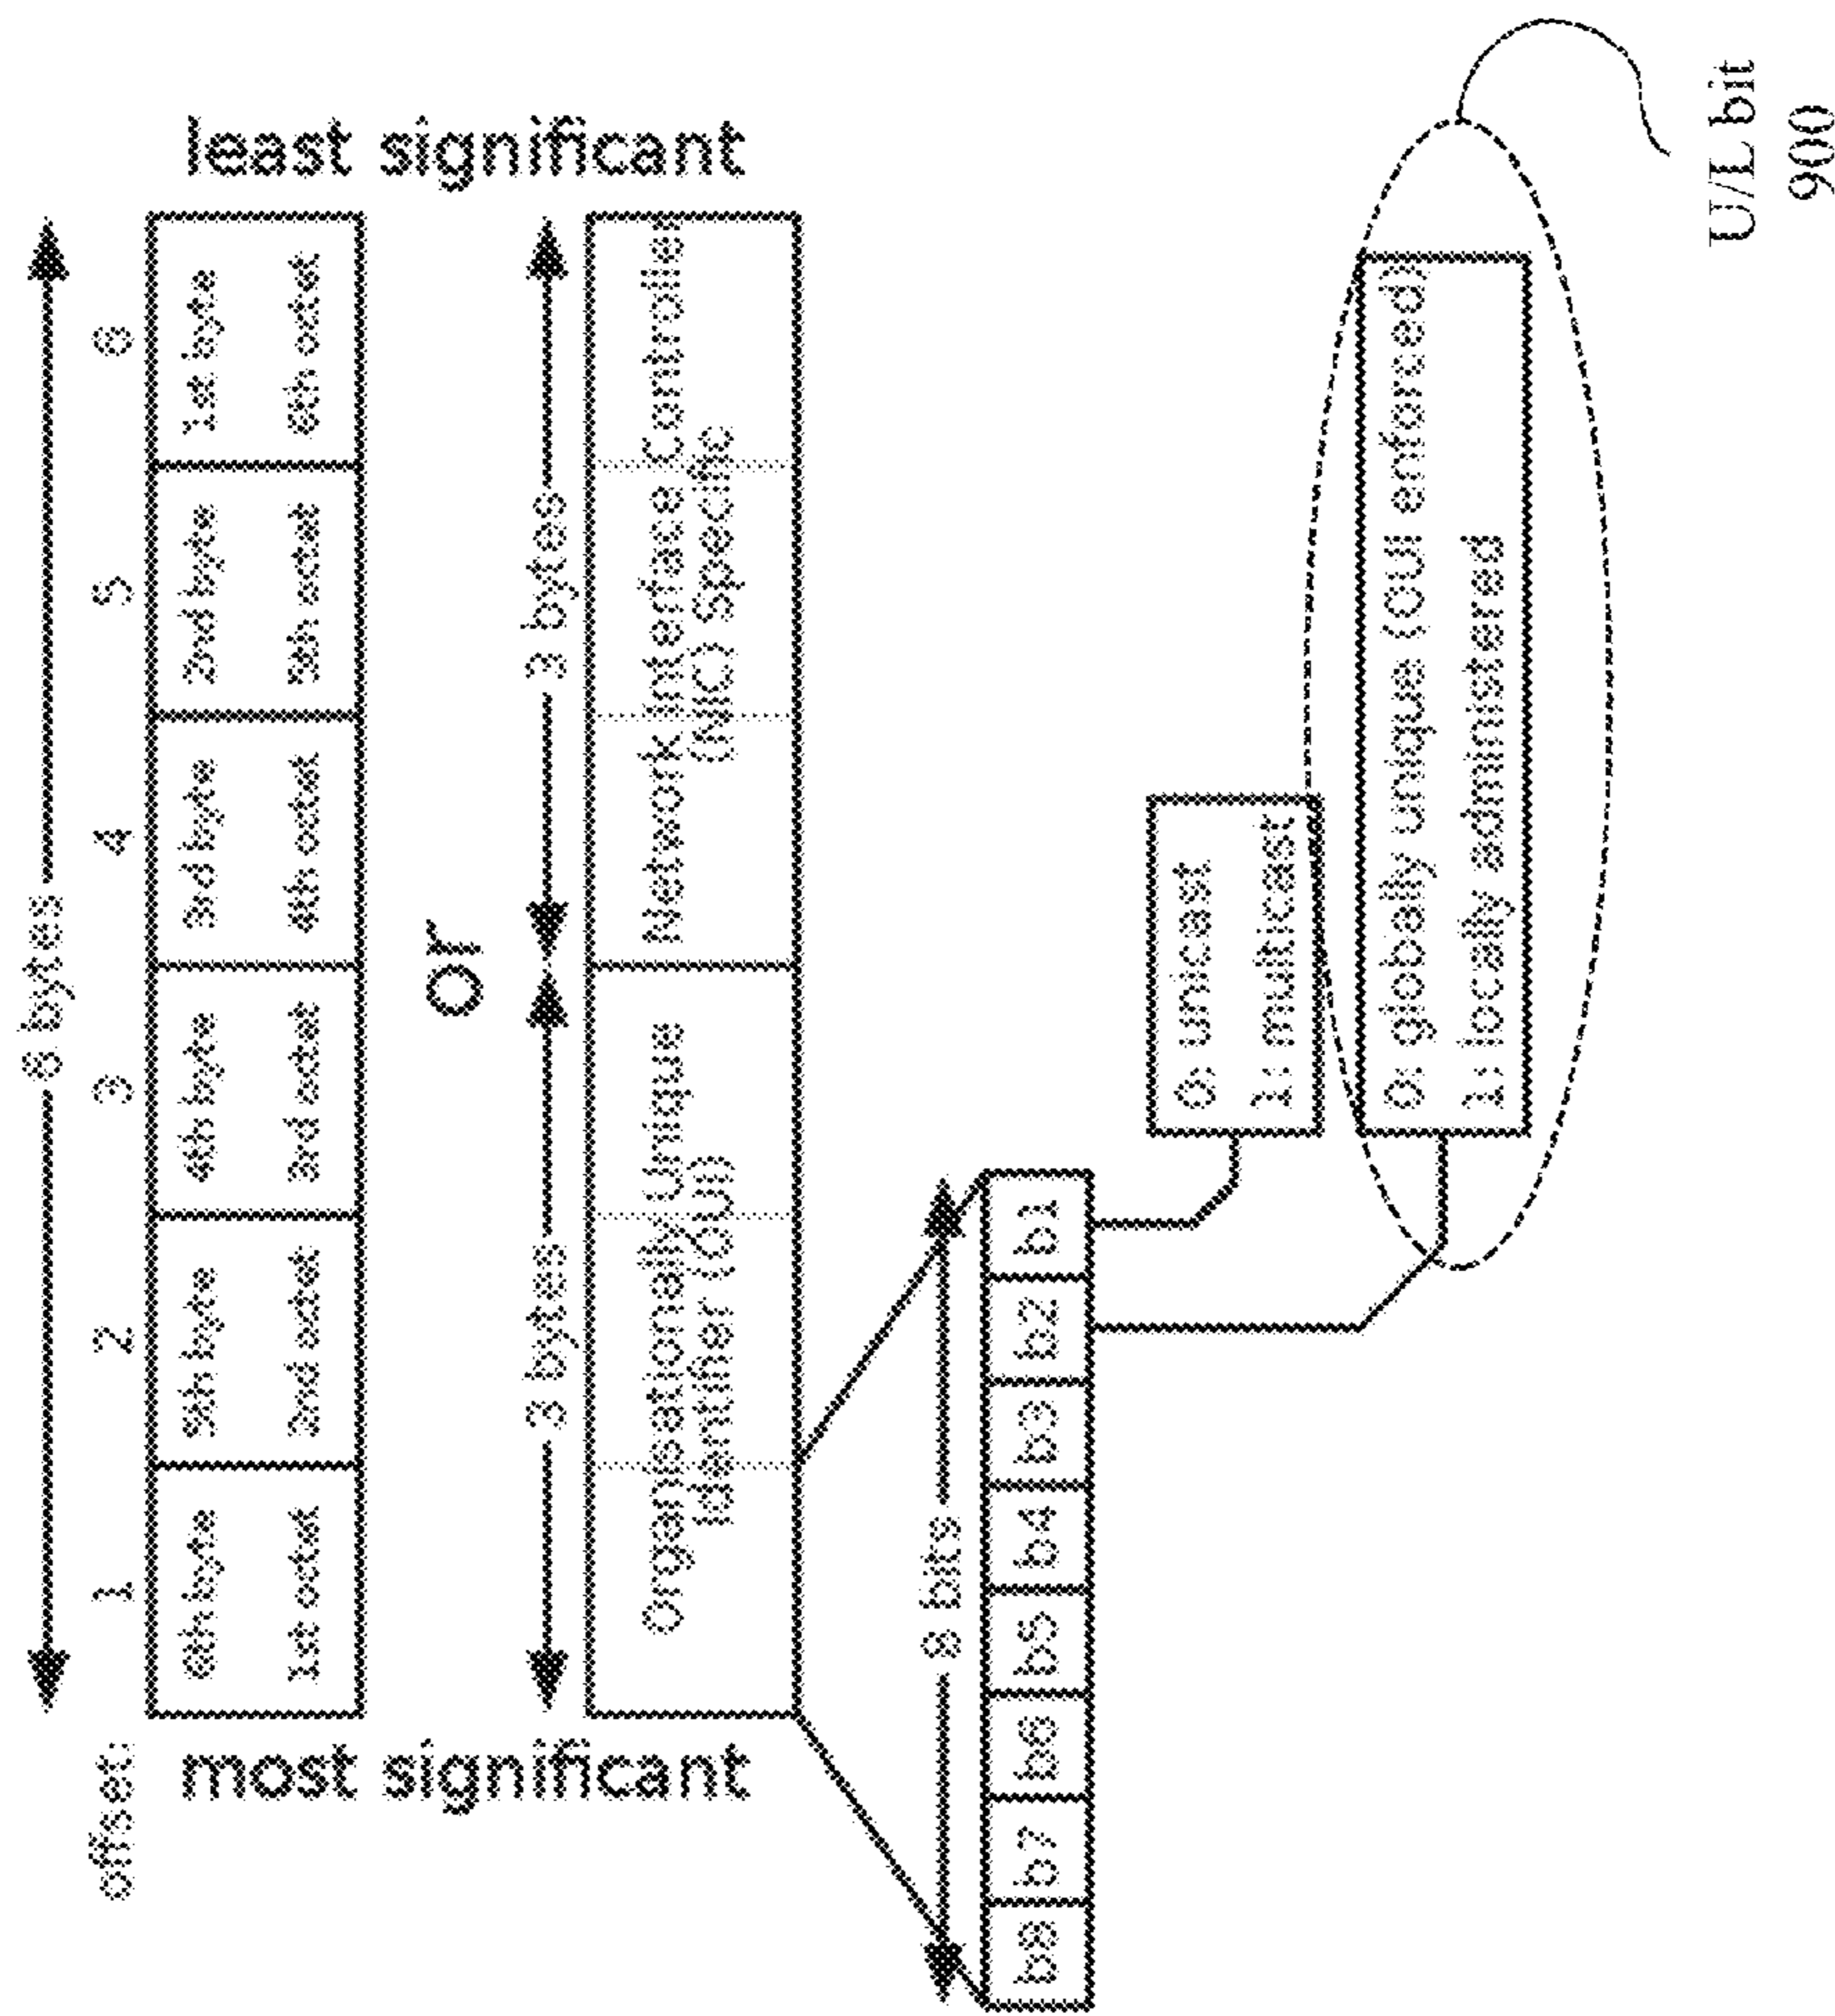 6 bytes
offset:
1 2 3 4 5 6
6th byte 5th byte 4th byte 3rd byte 2nd byte 1st byte
1st octet 2nd octet 3rd octet 4th octet 5th octet 6th octet
most significant
or
least significant
3 bytes 3 bytes
Organisationally Unique
Identifier (OUI)
Network Interface Controller
(NIC) Specific
8 bits
b8 b7 b6 b5 b4 b3 b2 b1
0: unicast
1: multicast
0: globally unique (OUI enforced)
1: locally administered
U/L bit
900